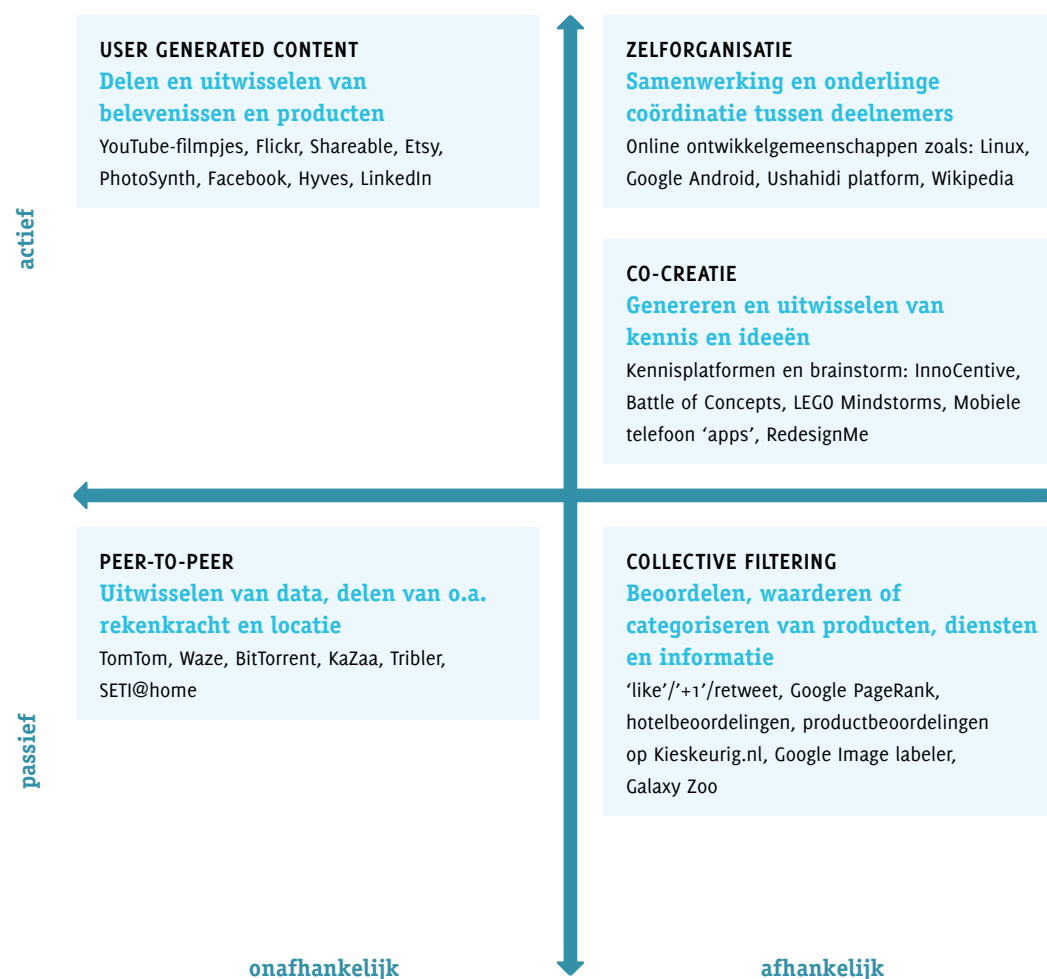 USER GENERATED CONTENT
Delen en uitwisselen van
belevenissen en producten
YouTube-filmpjes, Flickr, Shareable, Etsy,
PhotoSynth, Facebook, Hyves, LinkedIn
ZELFORGANISATIE
Samenwerking en onderlinge
coördinatie tussen deelnemers
Online ontwikkelgemeenschappen zoals: Linux,
Google Android, Ushahidi platform, Wikipedia
actief
CO-CREATIE
Genereren en uitwisselen van
kennis en ideeën
Kennisplatformen en brainstorm: InnoCentive,
Battle of Concepts, LEGO Mindstorms, Mobiele
telefoon ‘apps’, RedesignMe
PEER-TO-PEER
Uitwisselen van data, delen van o.a.
rekenkracht en locatie
TomTom, Waze, BitTorrent, KaZaa, Tribler,
SETI@home
COLLECTIVE FILTERING
Beoordelen, waarderen of
categoriseren van producten, diensten
en informatie
‘like’/’+1’/retweet, Google PageRank,
hotelbeoordelingen, productbeoordelingen
op Kieskeurig.nl, Google Image labeler,
Galaxy Zoo
passief
onafhankelijk
afhankelijk